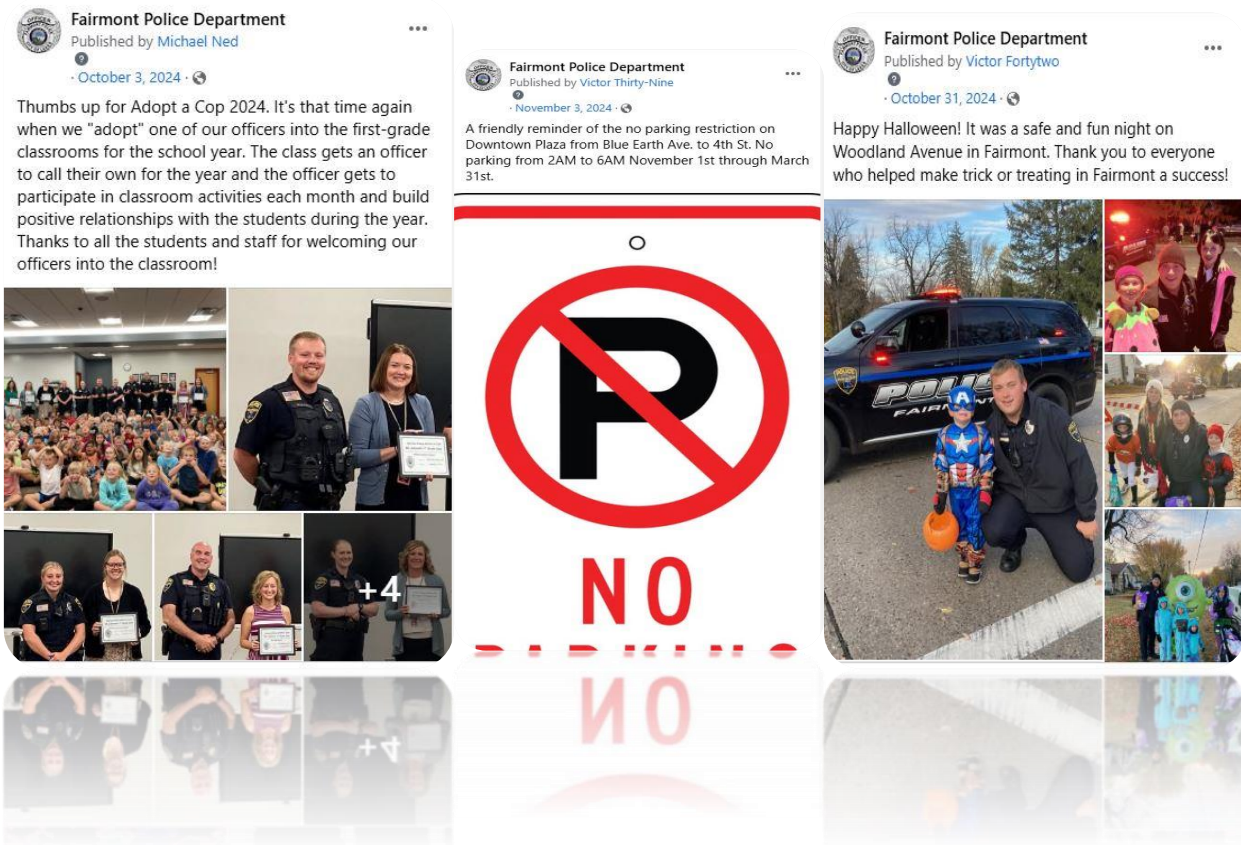 Fairmont Police Department
Published by Michael Ned
· October 3, 2024 ·
Thumbs up for Adopt a Cop 2024. It's that time again
when we "adopt" one of our officers into the first-grade
classrooms for the school year. The class gets an officer
to call their own for the year and the officer gets to
participate in classroom activities each month and build
positive relationships with the students during the year.
Thanks to all the students and staff for welcoming our
officers into the classroom!
+4
Fairmont Police Department
Published by Victor Thirty-Nine
· November 3, 2024 ·
A friendly reminder of the no parking restriction on
Downtown Plaza from Blue Earth Ave. to 4th St. No
parking from 2AM to 6AM November 1st through March
31st.
P
NO
PARKING
Fairmont Police Department
Published by Victor Fortytwo
· October 31, 2024 ·
Happy Halloween! It was a safe and fun night on
Woodland Avenue in Fairmont. Thank you to everyone
who helped make trick or treating in Fairmont a success!
POLICE
FAIRMONT
A